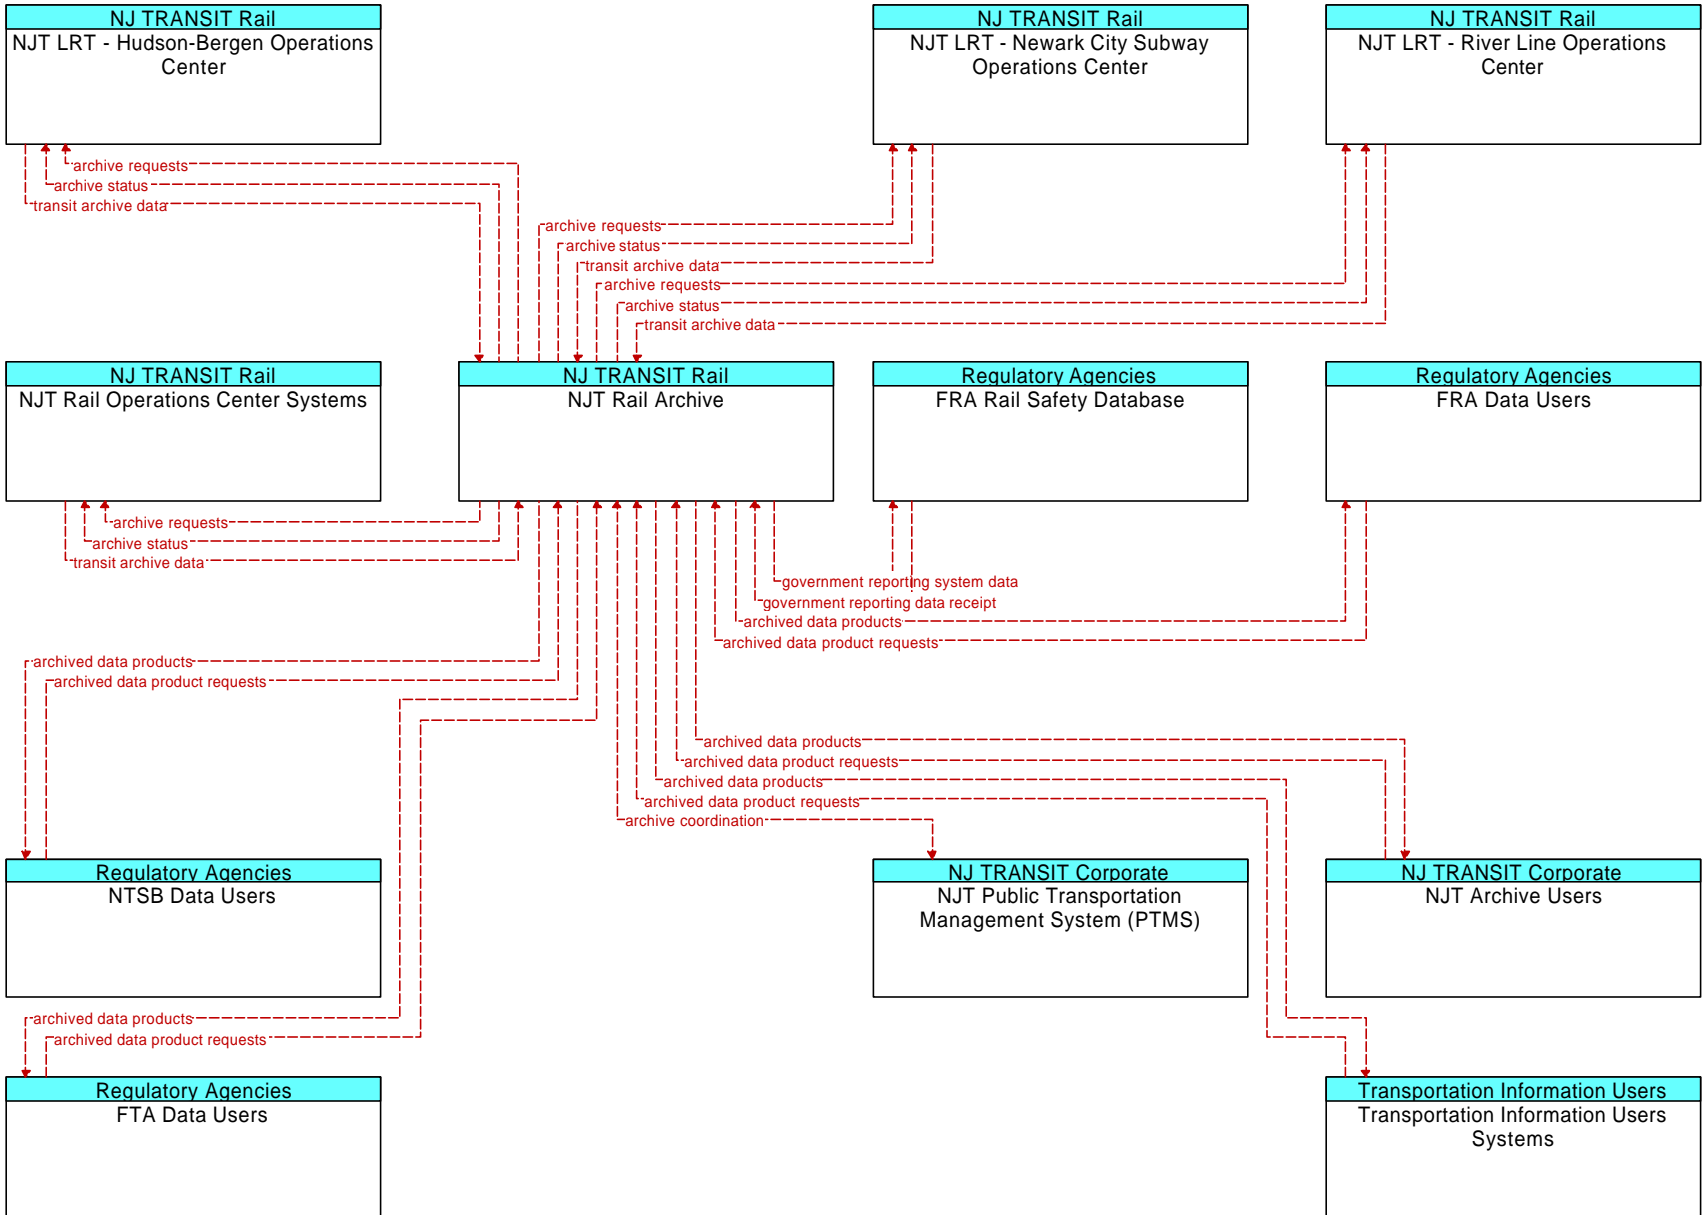 NJ TRANSIT Rail
NJT LRT - Hudson-Bergen Operations
Center
NJ TRANSIT Rail
NJT LRT - Newark City Subway
Operations Center
NJ TRANSIT Rail
NJT LRT - River Line Operations
Center
archive requests
archive status
transit archive data
archive requests
archive status
transit archive data
archive requests
archive status
transit archive data
NJ TRANSIT Rail
NJT Rail Operations Center Systems
NJ TRANSIT Rail
NJT Rail Archive
Regulatory Agencies
FRA Rail Safety Database
Regulatory Agencies
FRA Data Users
archive requests
archive status
transit archive data
government reporting system data
government reporting data receipt
archived data products
archived data product requests
archived data products
archived data product requests
archived data products
archived data product requests
archived data products
archived data product requests
archive coordination
Regulatory Agencies
NTSB Data Users
NJ TRANSIT Corporate
NJT Public Transportation
Management System (PTMS)
NJ TRANSIT Corporate
NJT Archive Users
archived data products
archived data product requests
Regulatory Agencies
FTA Data Users
Transportation Information Users
Transportation Information Users
Systems